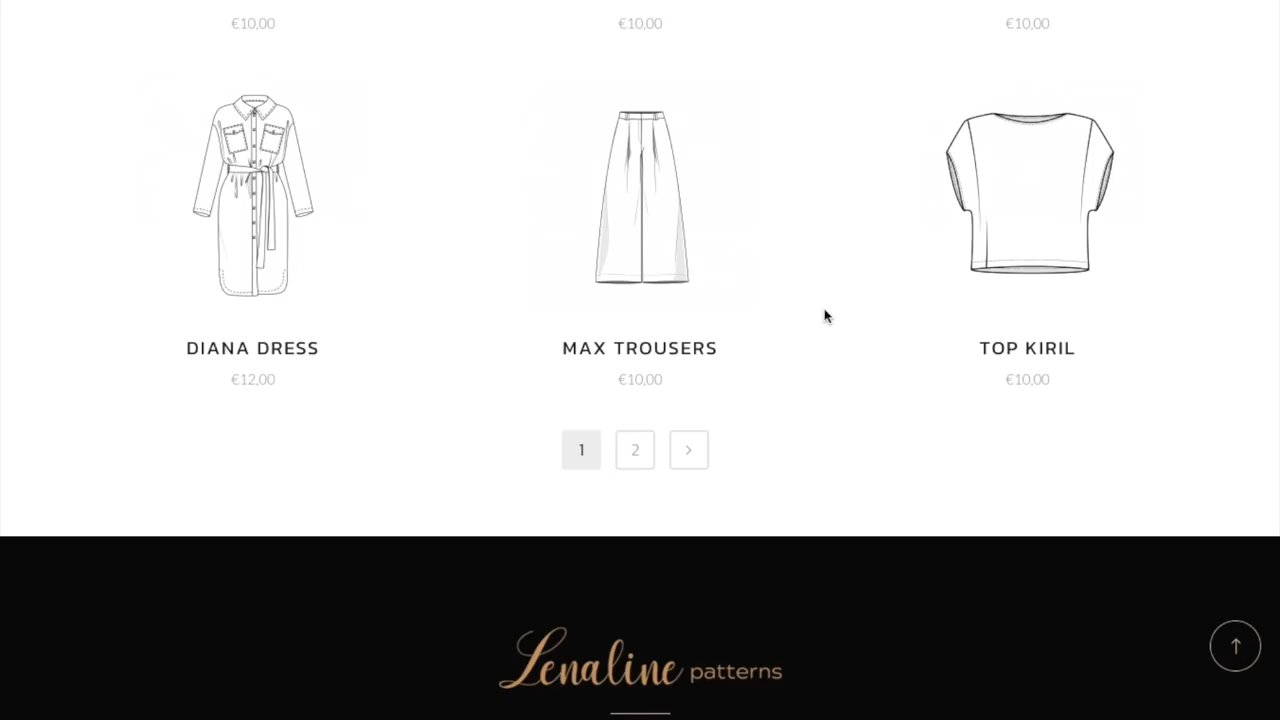 €10,00 €10,00 €10,00
DIANA DRESS MAX TROUSERS TOP KIRIL
€12,00 €10,00 €10,00
1 2
Lenaline patterns